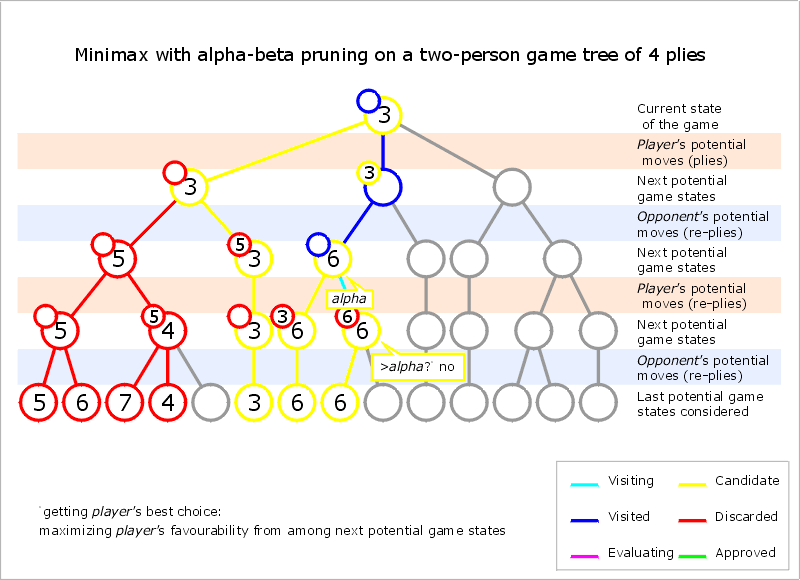 Minimax with alpha-beta pruning on a two-person game tree of 4 plies
3
Current state
of the game
Player's potential
moves (plies)
3
3
Next potential
game states
Opponent's potential
moves (re-plies)
5
5
3
6
Next potential
game states
alpha
Player's potential
moves (re-plies)
5
5
4
3
3
6
6
6
Next potential
game states
>alpha?* no
Opponent's potential
moves (re-plies)
5
6
7
4
3
6
6
Last potential game
states considered
*getting player's best choice:
maximizing player's favourability from among next potential game states
Visiting
Candidate
Visited
Discarded
Evaluating
Approved